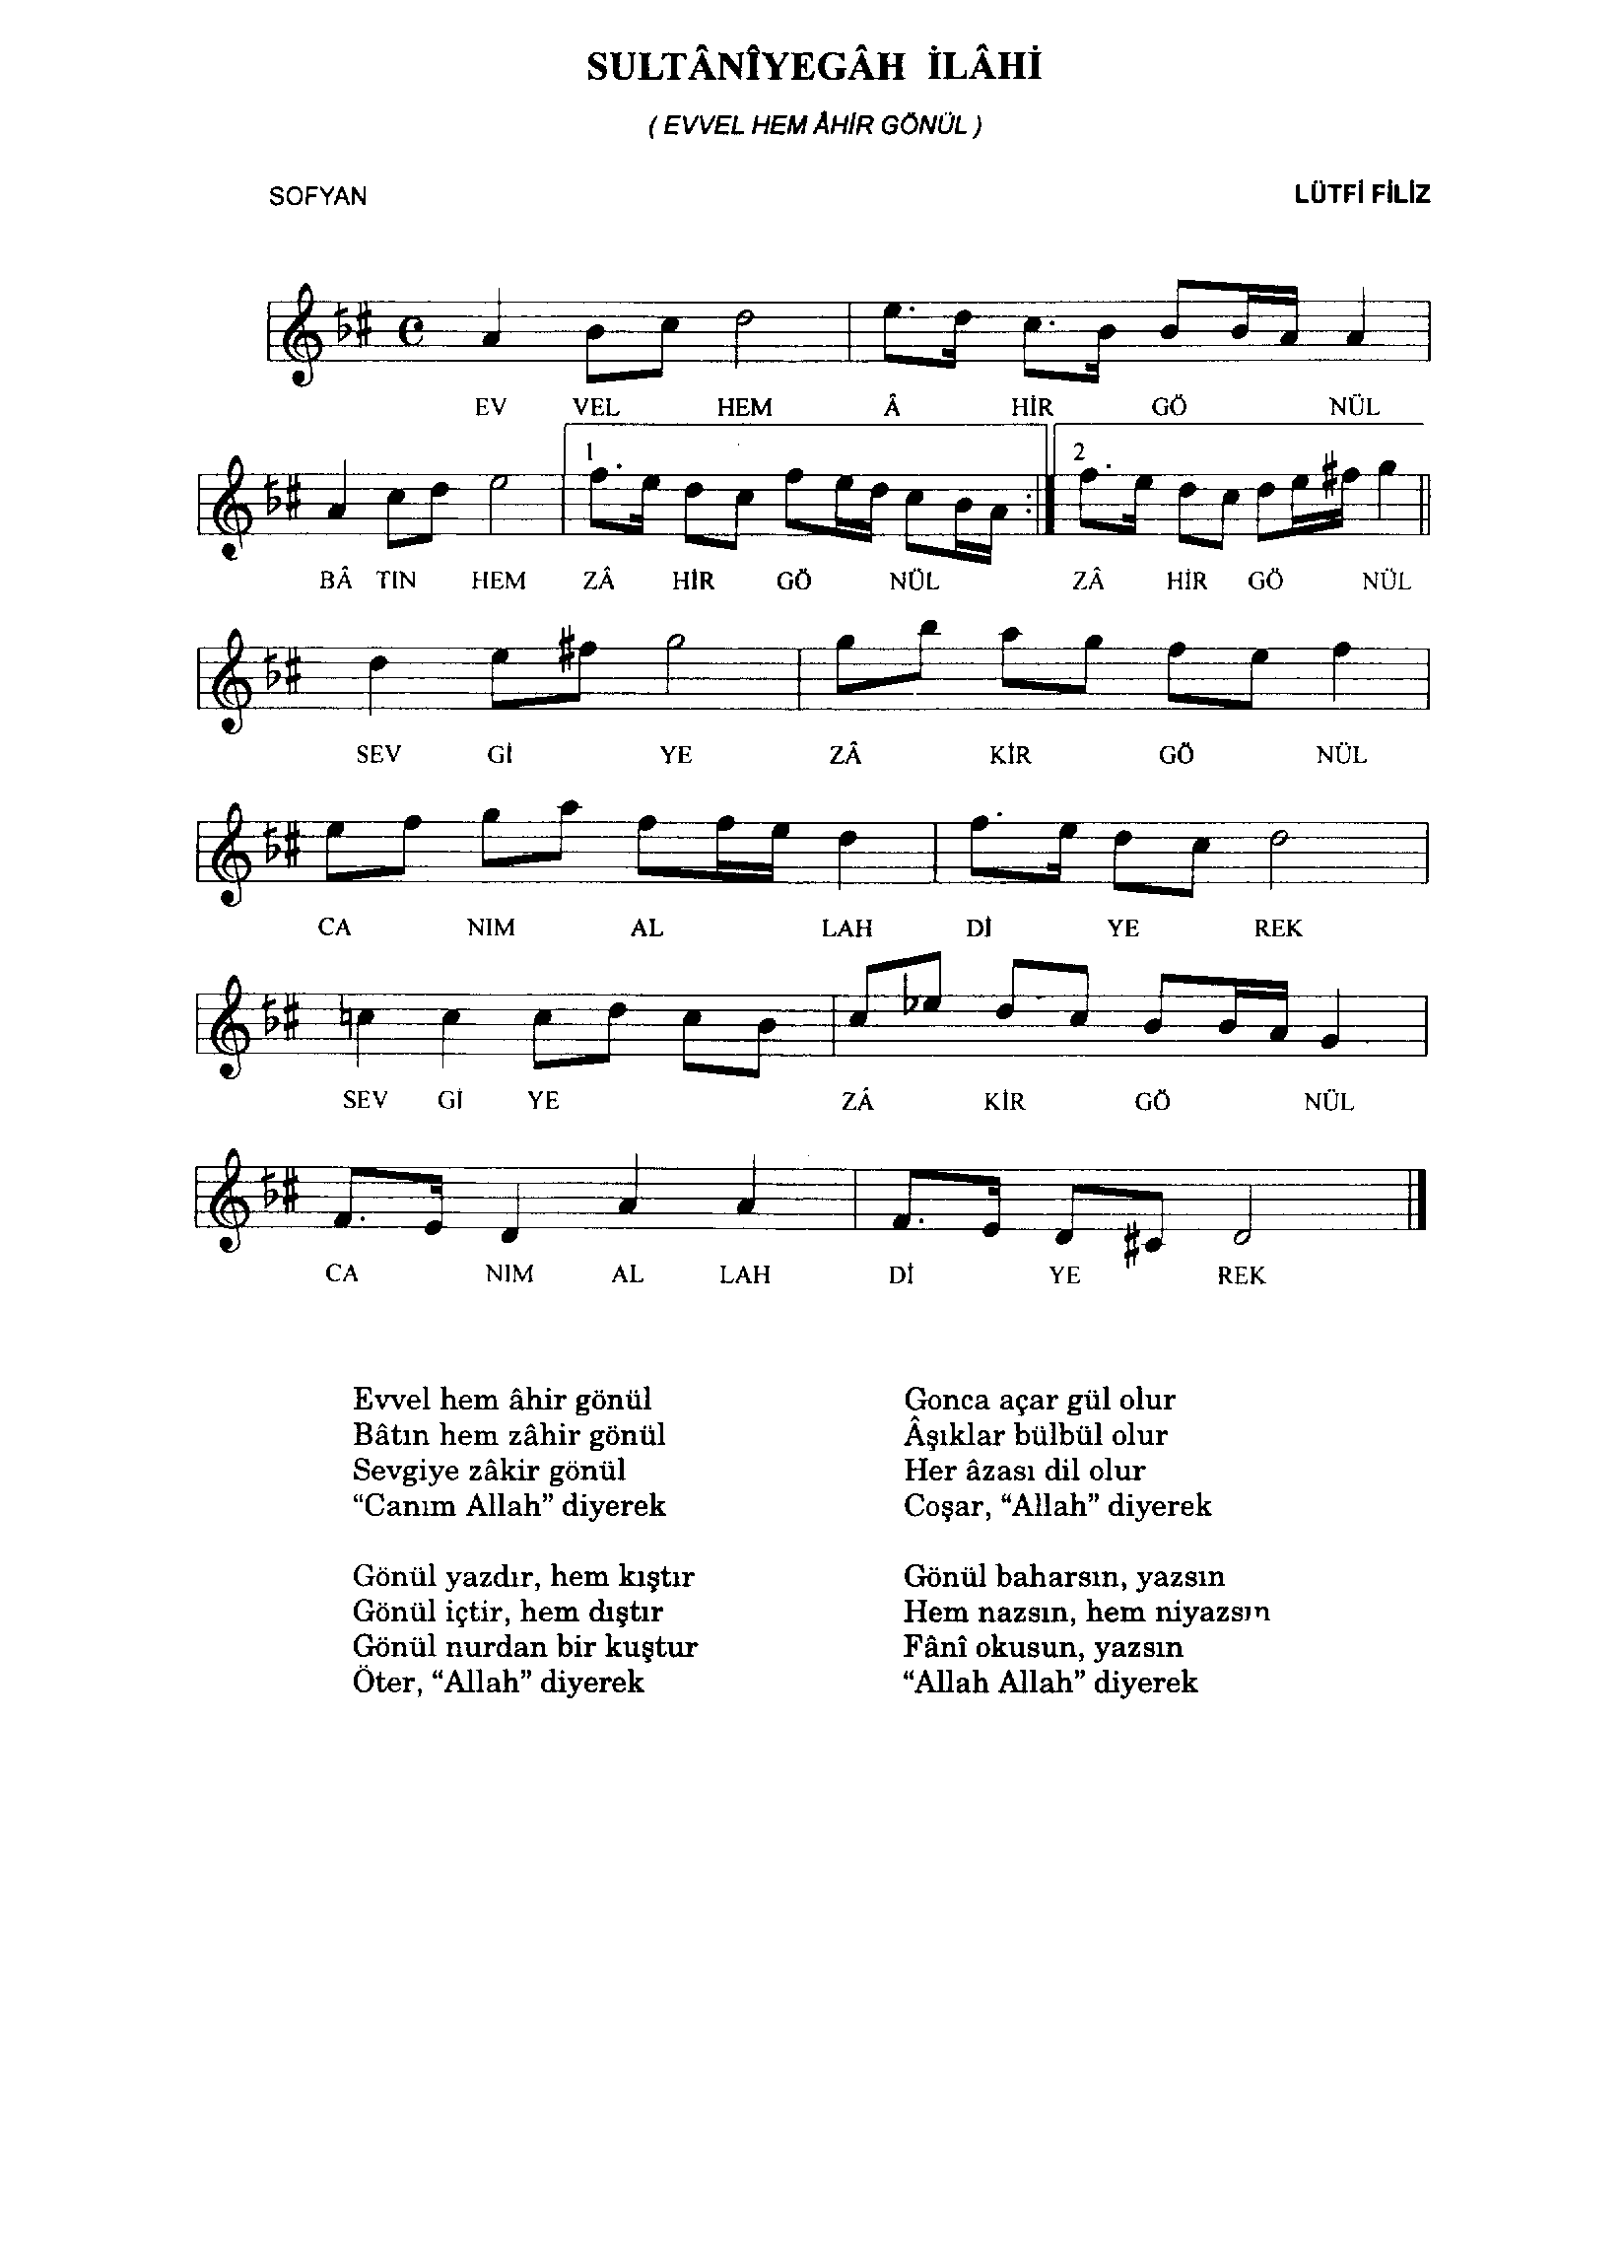 SULTÂNÎYEGÂH İLÂHİ
( EVVEL HEM ÂHİR GÖNÜL )
SOFYAN LÜTFİ FİLİZ
EV VEL HEM Â HİR GÖ NÜL
1 2
BÂ TIN HEM ZÂ HİR GÖ NÜL ZÂ HİR GÖ NÜL
SEV Gİ YE ZÂ KİR GÖ NÜL
CA NIM AL LAH Dİ YE REK
SEV Gİ YE ZÂ KİR GÖ NÜL
CA NIM AL LAH Dİ YE REK
Evvel hem âhir gönül
Bâtın hem zâhir gönül
Sevgiye zâkir gönül
“Canım Allah” diyerek
Gönül yazdır, hem kıştır
Gönül içtir, hem dıştır
Gönül nurdan bir kuştur
Öter, “Allah” diyerek
Gonca açar gül olur
Âşıklar bülbül olur
Her âzası dil olur
Coşar, “Allah” diyerek
Gönül baharsın, yazsın
Hem nazsın, hem niyazsın
Fânî okusun, yazsın
“Allah Allah” diyerek